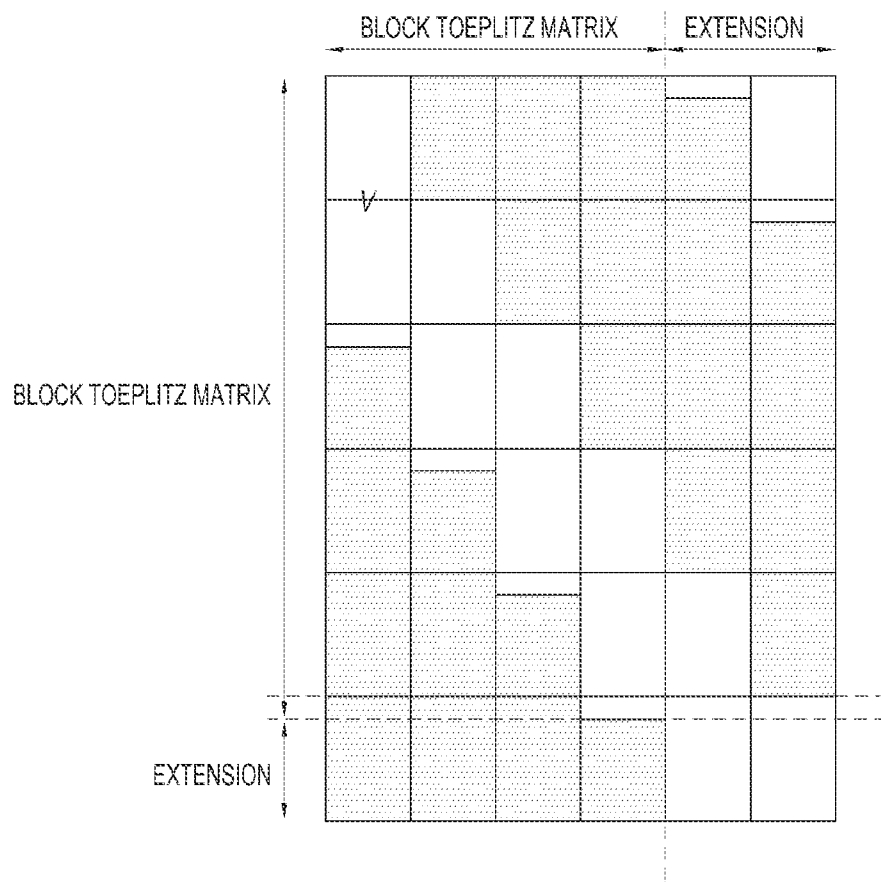 BLOCK TOEPLITZ MATRIX
EXTENSION
V
BLOCK TOEPLITZ MATRIX
EXTENSION